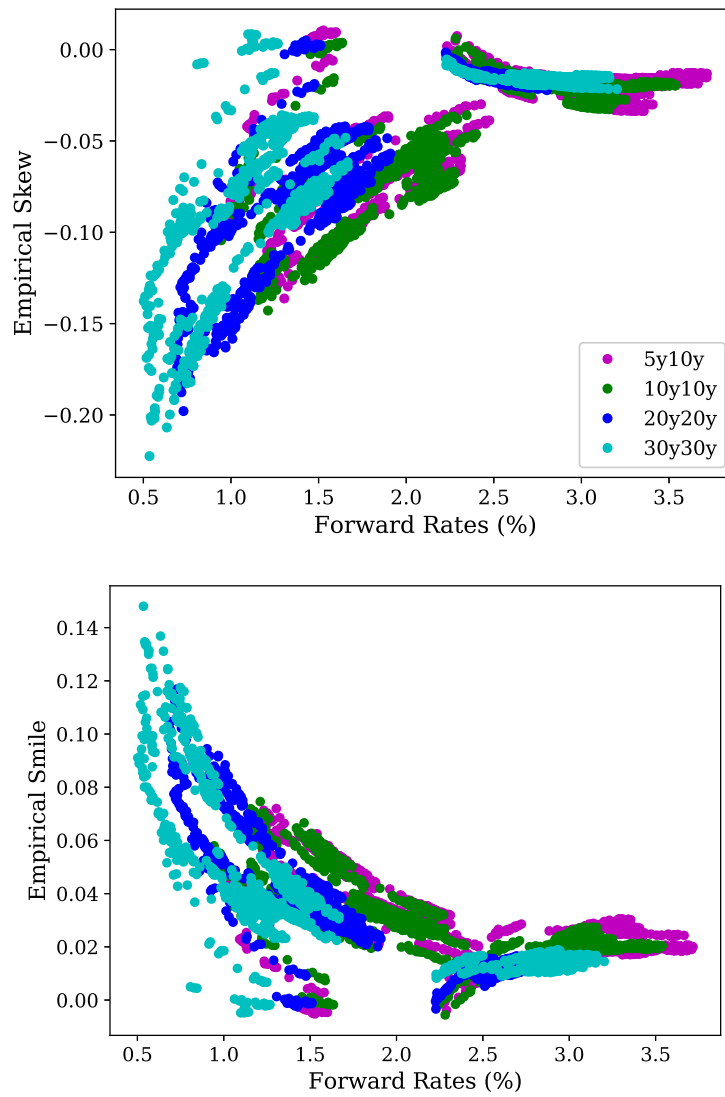 0.00
−0.05
−0.10
−0.15
−0.20
Empirical Skew
5y10y
10y10y
20y20y
30y30y
0.5 1.0 1.5 2.0 2.5 3.0 3.5
Forward Rates (%)
0.14
0.12
0.10
0.08
0.06
0.04
0.02
0.00
Empirical Smile
0.5 1.0 1.5 2.0 2.5 3.0 3.5
Forward Rates (%)